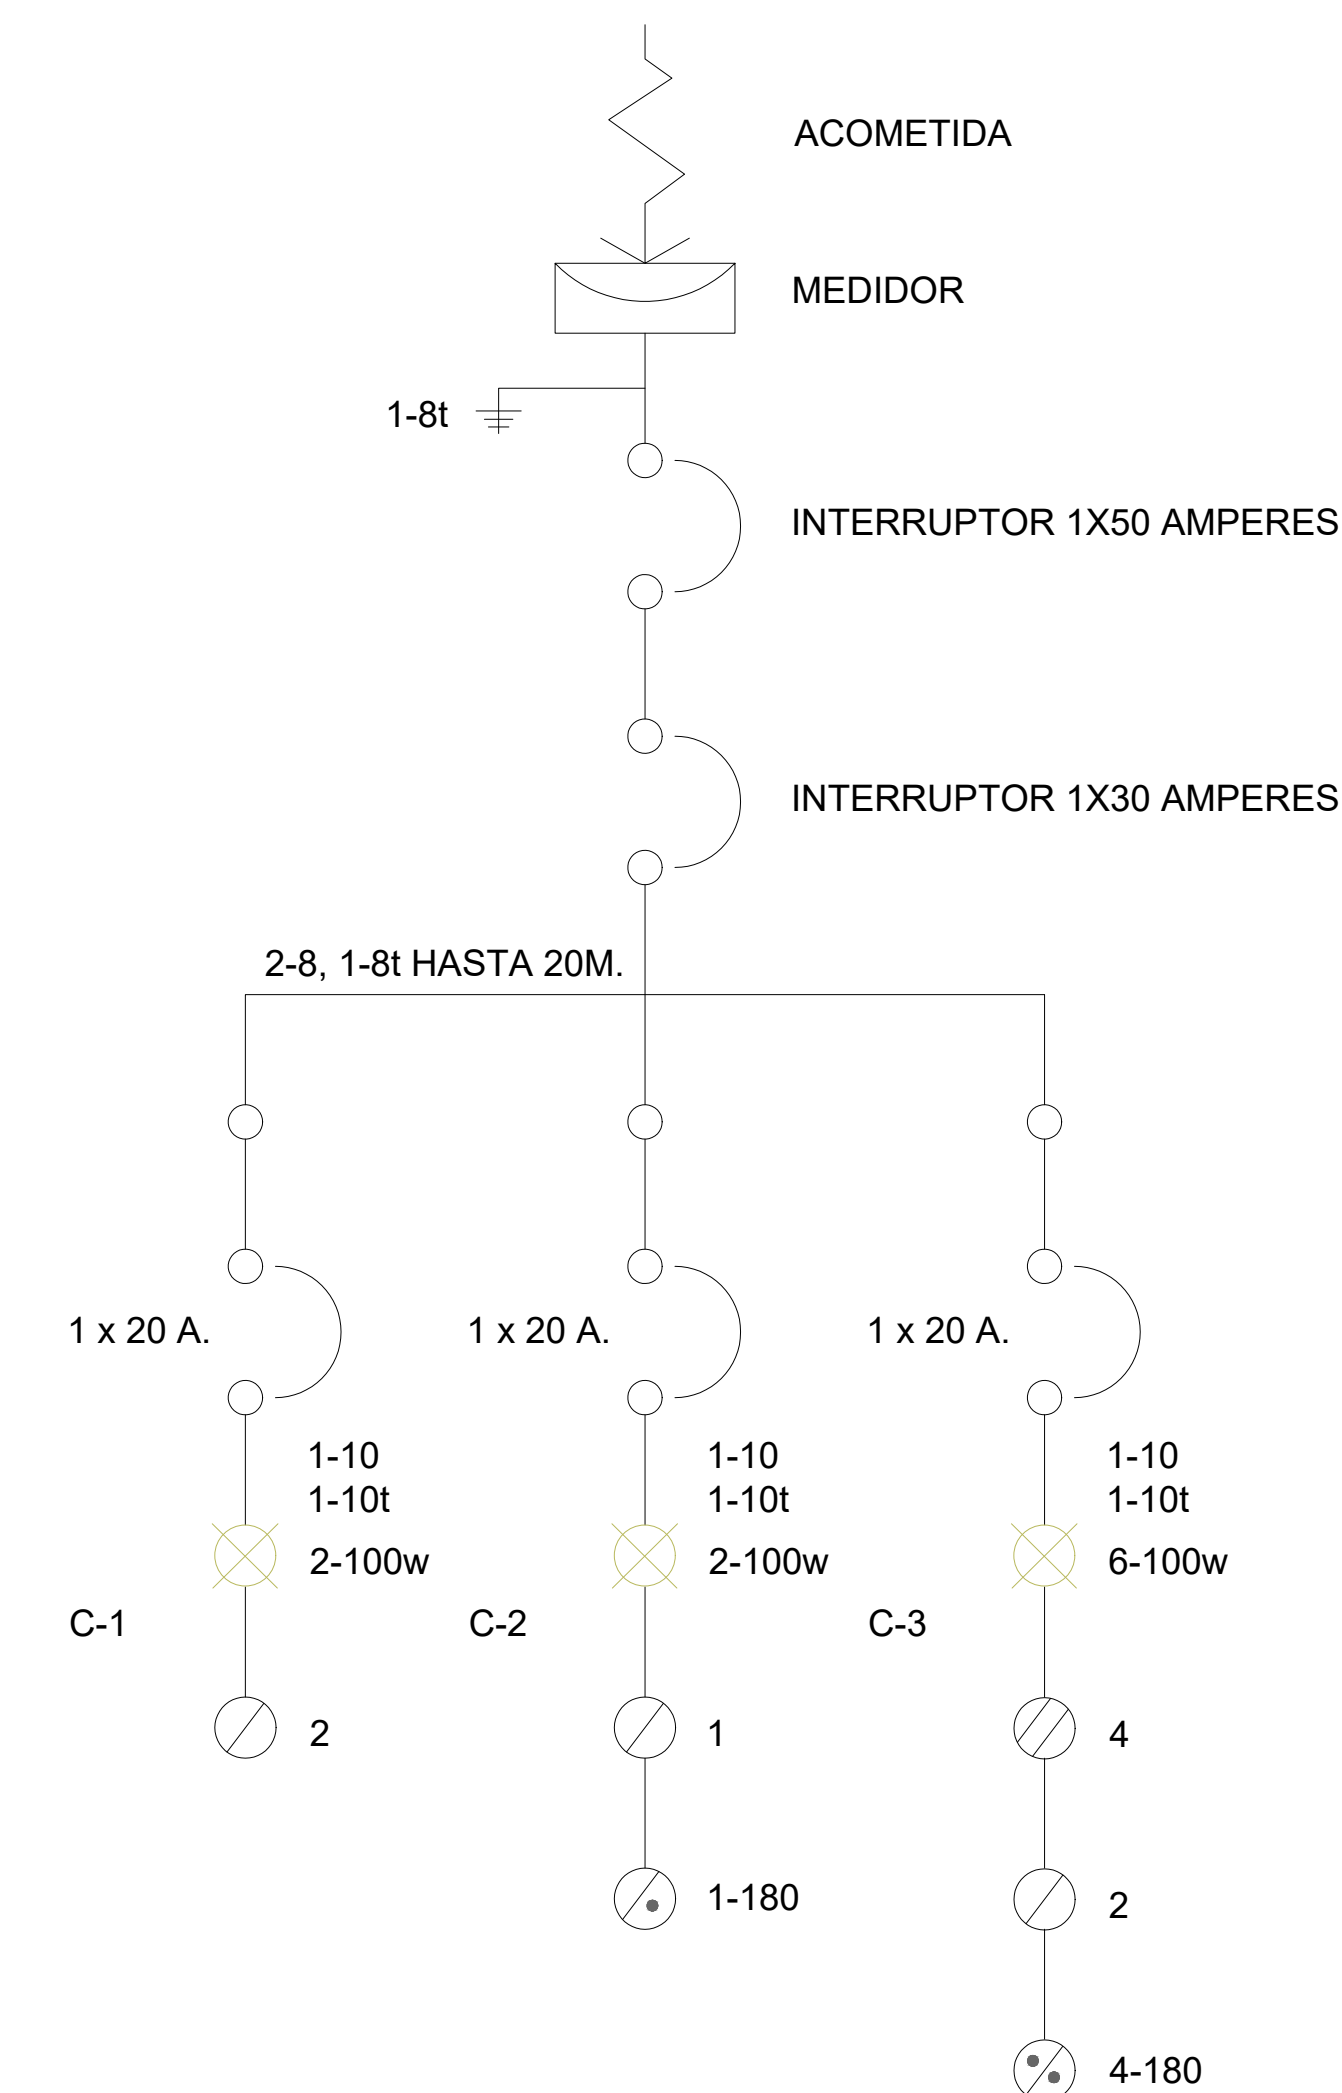 ACOMETIDA
MEDIDOR
1-8t
INTERRUPTOR 1X50 AMPERES
INTERRUPTOR 1X30 AMPERES
2-8, 1-8t HASTA 20M.
1 x 20 A.
1 x 20 A.
1 x 20 A.
1-10
1-10
1-10
1-10t
1-10t
1-10t
2-100w
2-100w
6-100w
C-1
C-2
C-3
2
1
4
1-180
2
4-180